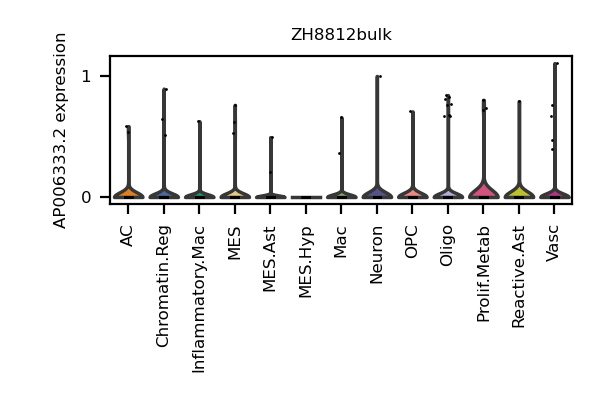 ZH8812bulk
AP006333.2 expression
1
0
AC
Chromatin.Reg
Inflammatory.Mac
MES
MES.Ast
MES.Hyp
Mac
Neuron
OPC
Oligo
Prolif.Metab
Reactive.Ast
Vasc